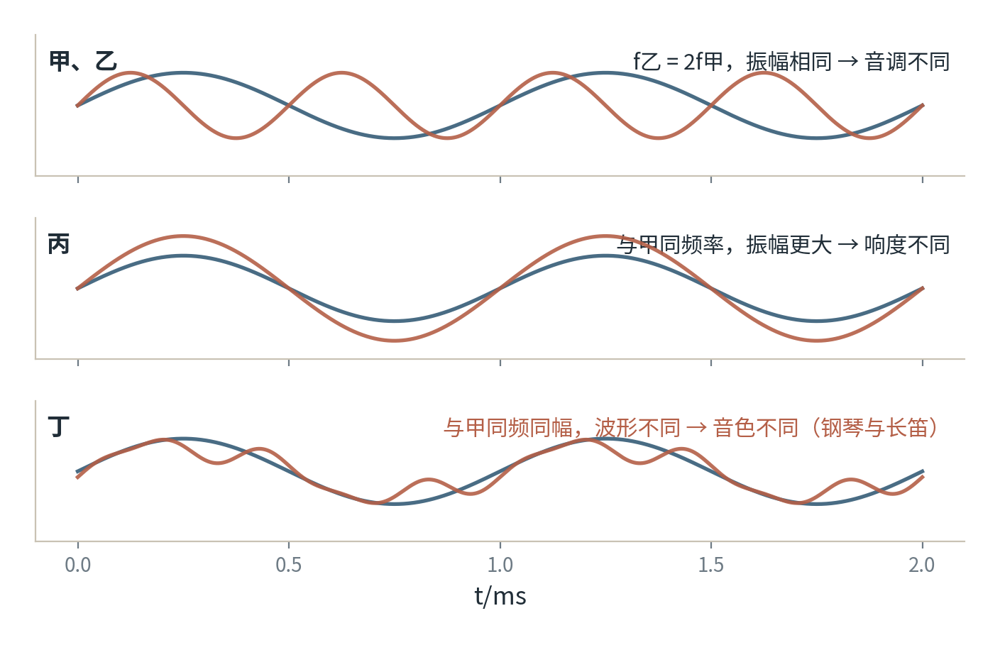 甲、乙
f乙 = 2f甲，振幅相同 → 音调不同
丙
与甲同频率，振幅更大 → 响度不同
丁
与甲同频同幅，波形不同 → 音色不同（钢琴与长笛）
0.0 0.5 1.0 1.5 2.0
t/ms